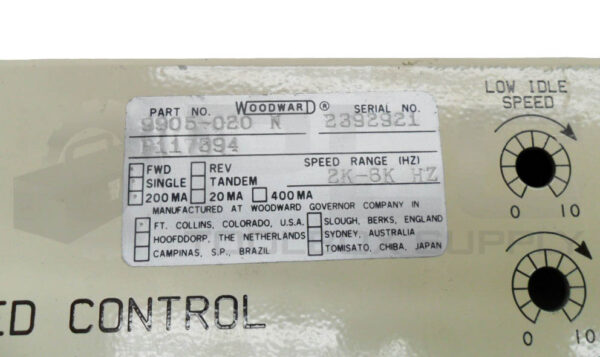 LOW IDLE
SPEED
0 10
PART NO. WOODWARD® SERIAL NO.
9905-020 N 2392921
P117894
FWD REV SPEED RANGE (HZ)
SINGLE TANDEM 2K-6K HZ
200 MA 20 MA 400 MA
MANUFACTURED AT WOODWARD GOVERNOR COMPANY IN
FT. COLLINS, COLORADO, U.S.A. SLOUGH, BERKS, ENGLAND
HOOFDDORP, THE NETHERLANDS SYDNEY, AUSTRALIA
CAMPINAS, S.P., BRAZIL TOMISATO, CHIBA, JAPAN
ED CONTROL
0 10
SUPPLY